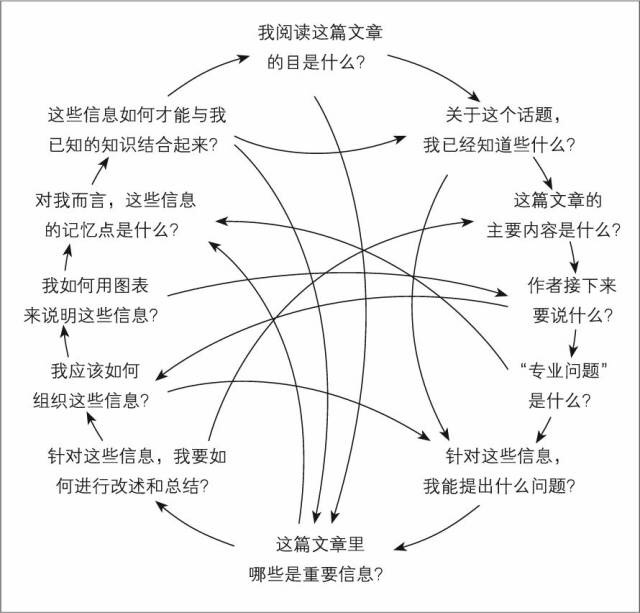 我阅读这篇文章
的目是什么？
关于这个话题，
我已经知道些什么？
这篇文章的
主要内容是什么？
作者接下来
要说什么？
“专业问题”
是什么？
针对这些信息，
我能提出什么问题？
这篇文章里
哪些是重要信息？
针对这些信息，我要如
何进行改述和总结？
我应该如何
组织这些信息？
我如何用图表
来说明这些信息？
对我而言，这些信息
的记忆点是什么？
这些信息如何才能与我
已知的知识结合起来？